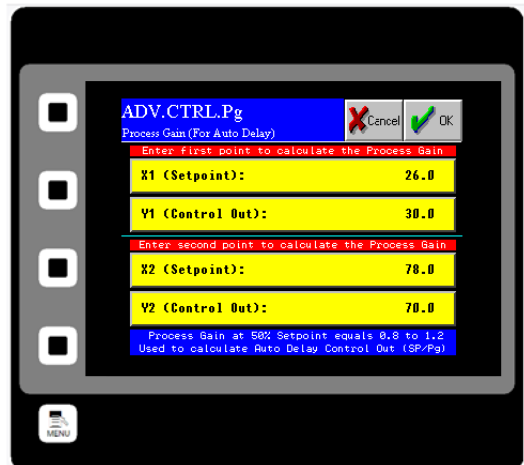 ADV.CTRL.Pg
Process Gain (For Auto Delay)
Cancel
OK
Enter first point to calculate the Process Gain
X1 (Setpoint): 26.0
Y1 (Control Out): 30.0
Enter second point to calculate the Process Gain
X2 (Setpoint): 78.0
Y2 (Control Out): 70.0
Process Gain at 50% Setpoint equals 0.8 to 1.2
Used to calculate Auto Delay Control Out (SP/Pg)
MENU